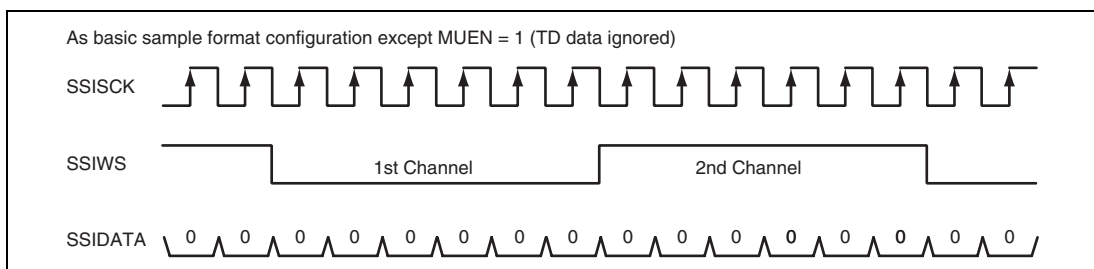 As basic sample format configuration except MUEN = 1 (TD data ignored)
SSISCK
SSIWS 1st Channel 2nd Channel
SSIDATA 0 0 0 0 0 0 0 0 0 0 0 0 0 0 0 0